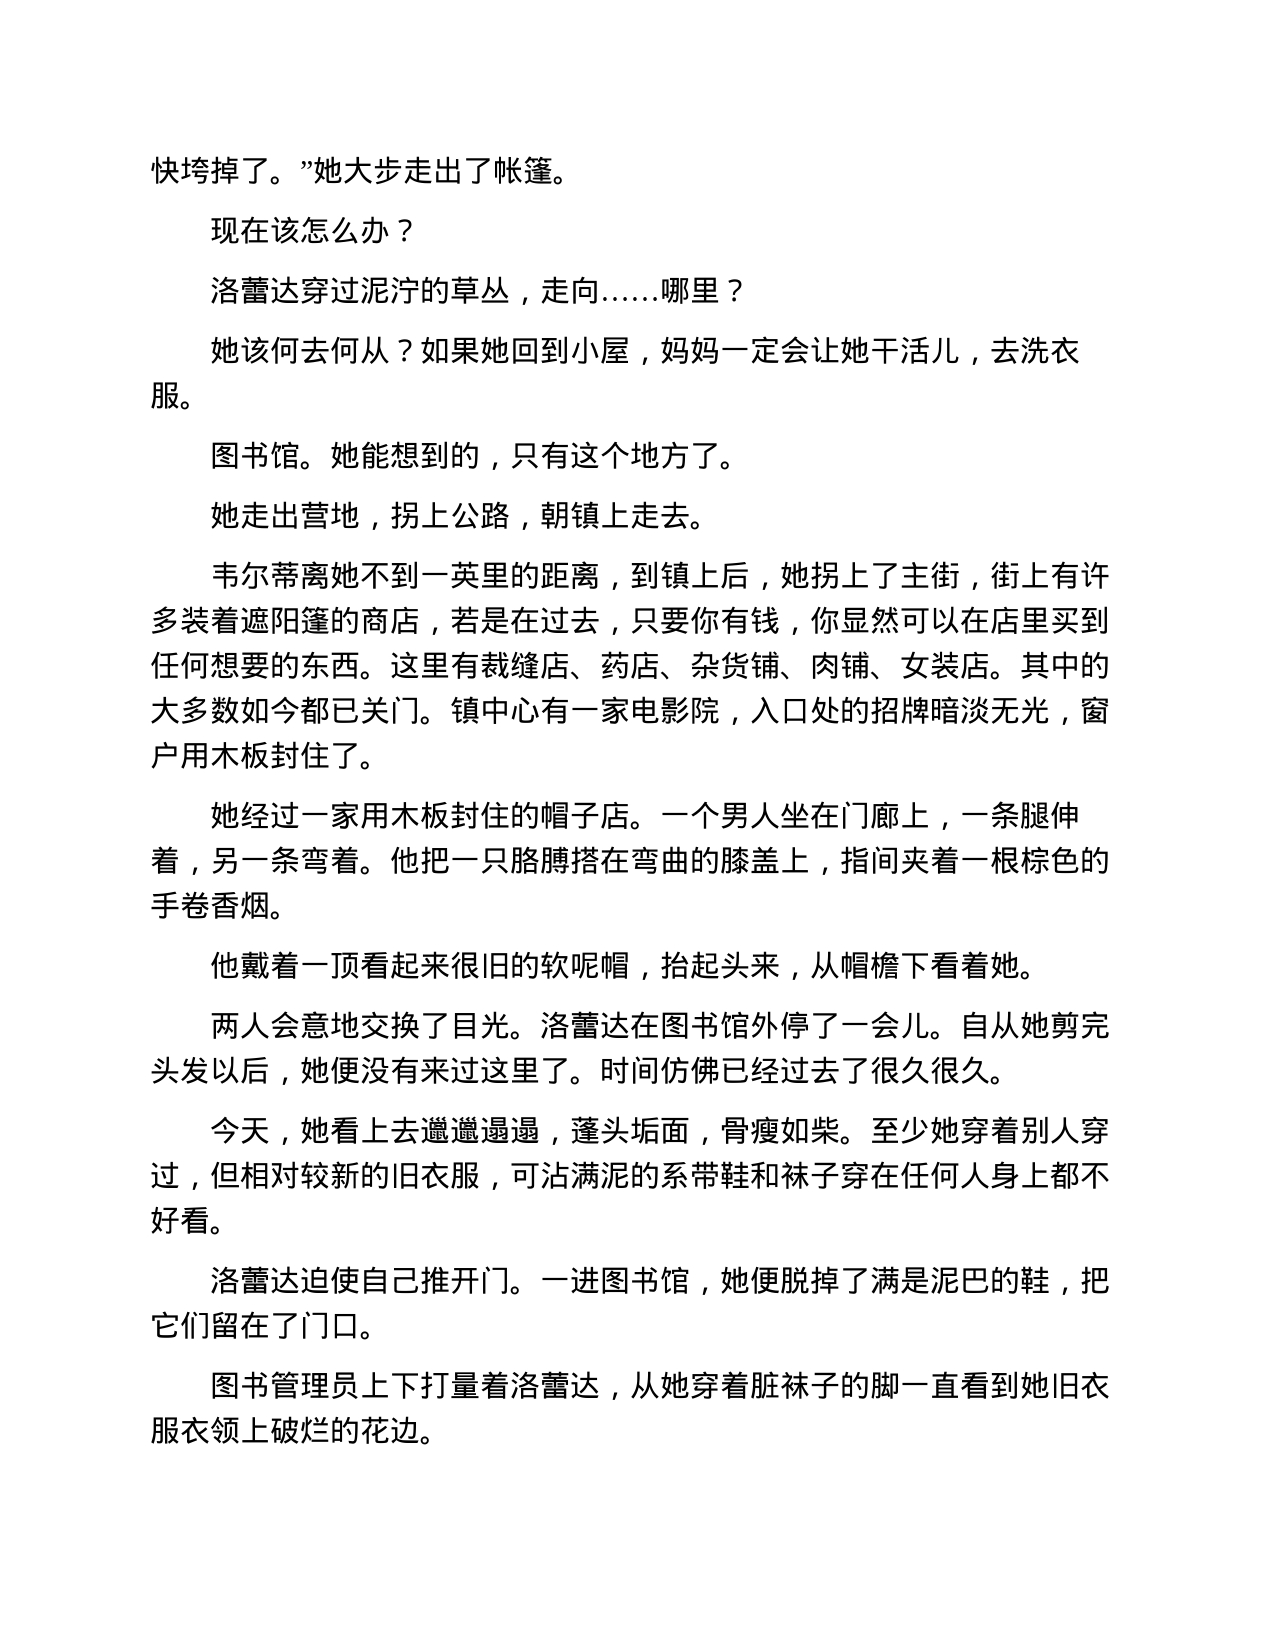 快垮掉了。”她大步走出了帐篷。
现在该怎么办？
洛蕾达穿过泥泞的草丛，走向……哪里？
她该何去何从？如果她回到小屋，妈妈一定会让她干活儿，去洗衣
服。
图书馆。她能想到的，只有这个地方了。
她走出营地，拐上公路，朝镇上走去。
韦尔蒂离她不到一英里的距离，到镇上后，她拐上了主街，街上有许
多装着遮阳篷的商店，若是在过去，只要你有钱，你显然可以在店里买到
任何想要的东西。这里有裁缝店、药店、杂货铺、肉铺、女装店。其中的
大多数如今都已关门。镇中心有一家电影院，入口处的招牌暗淡无光，窗
户用木板封住了。
她经过一家用木板封住的帽子店。一个男人坐在门廊上，一条腿伸
着，另一条弯着。他把一只胳膊搭在弯曲的膝盖上，指间夹着一根棕色的
手卷香烟。
他戴着一顶看起来很旧的软呢帽，抬起头来，从帽檐下看着她。
两人会意地交换了目光。洛蕾达在图书馆外停了一会儿。自从她剪完
头发以后，她便没有来过这里了。时间仿佛已经过去了很久很久。
今天，她看上去邋邋遢遢，蓬头垢面，骨瘦如柴。至少她穿着别人穿
过，但相对较新的旧衣服，可沾满泥的系带鞋和袜子穿在任何人身上都不
好看。
洛蕾达迫使自己推开门。一进图书馆，她便脱掉了满是泥巴的鞋，把
它们留在了门口。
图书管理员上下打量着洛蕾达，从她穿着脏袜子的脚一直看到她旧衣
服衣领上破烂的花边。